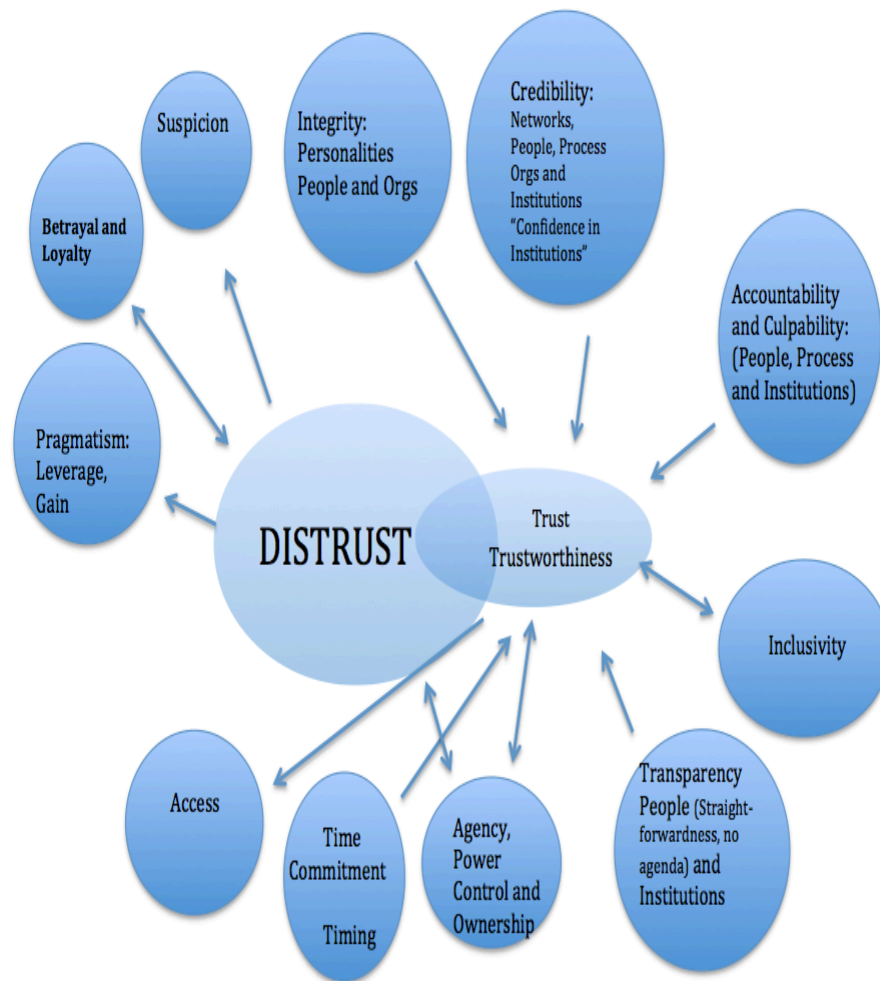 Suspicion
Integrity:
Personalities
People and Orgs
Credibility:
Networks,
People, Process
Orgs and
Institutions
"Confidence in
Institutions"
Betrayal and
Loyalty
Accountability
and Culpability:
(People, Process
and Institutions)
Pragmatism:
Leverage,
Gain
DISTRUST
Trust
Trustworthiness
Inclusivity
Access
Time
Commitment
Timing
Agency,
Power
Control and
Ownership
Transparency
People (Straight-
forwardness, no
agenda) and
Institutions